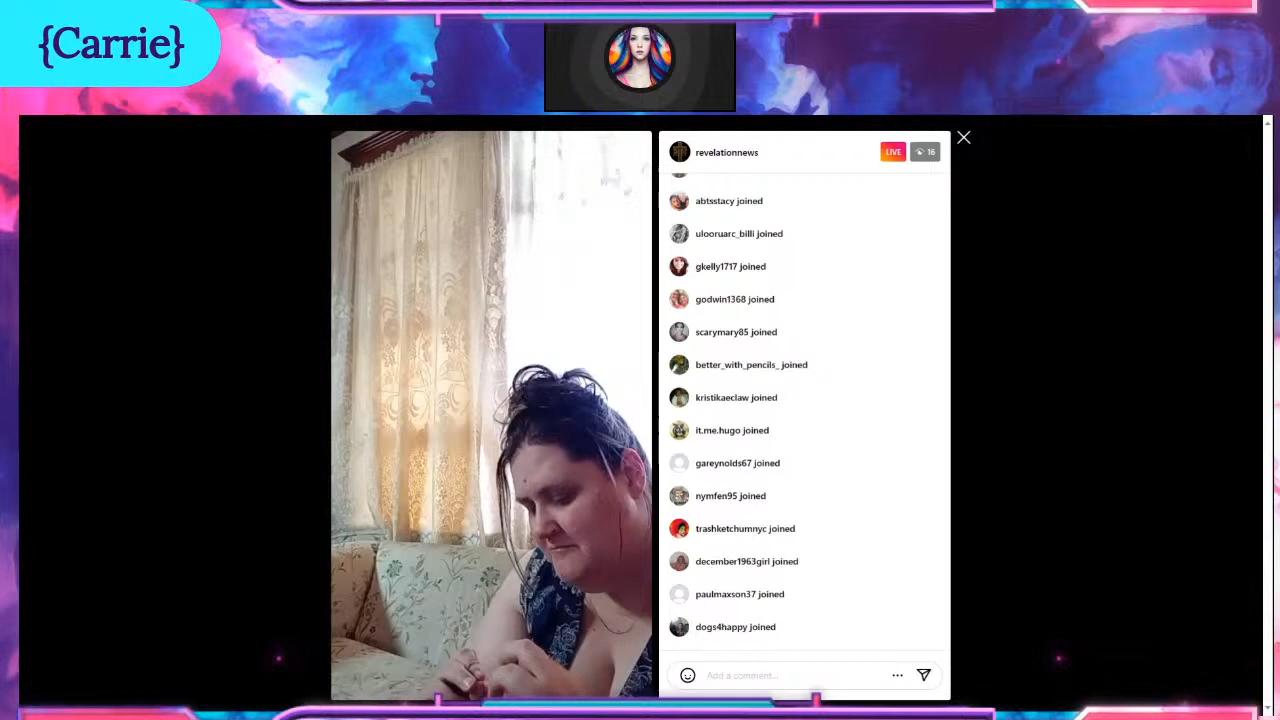 {Carrie}
revelationnews
LIVE
16
abtsstacy joined
ulooruarc_billi joined
gkelly1717 joined
godwin1368 joined
scarymary85 joined
better_with_pencils_ joined
kristikaeclaw joined
it.me.hugo joined
gareynolds67 joined
nymfen95 joined
trashketchumnyc joined
december1963girl joined
paulmaxson37 joined
dogs4happy joined
Add a comment...